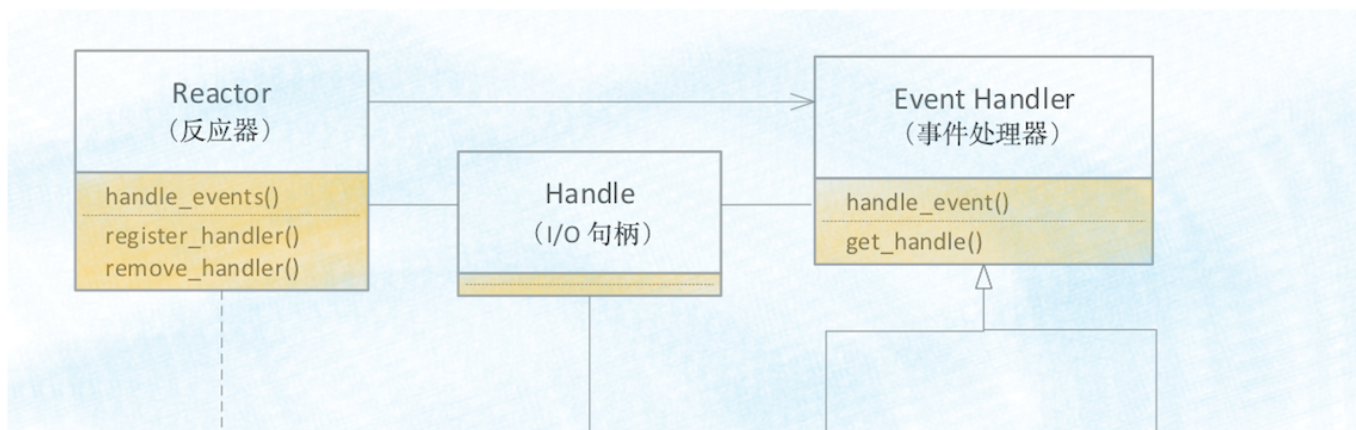 Reactor
（反应器）
handle_events()
register_handler()
remove_handler()
Handle
（I/O 句柄）
Event Handler
（事件处理器）
handle_event()
get_handle()